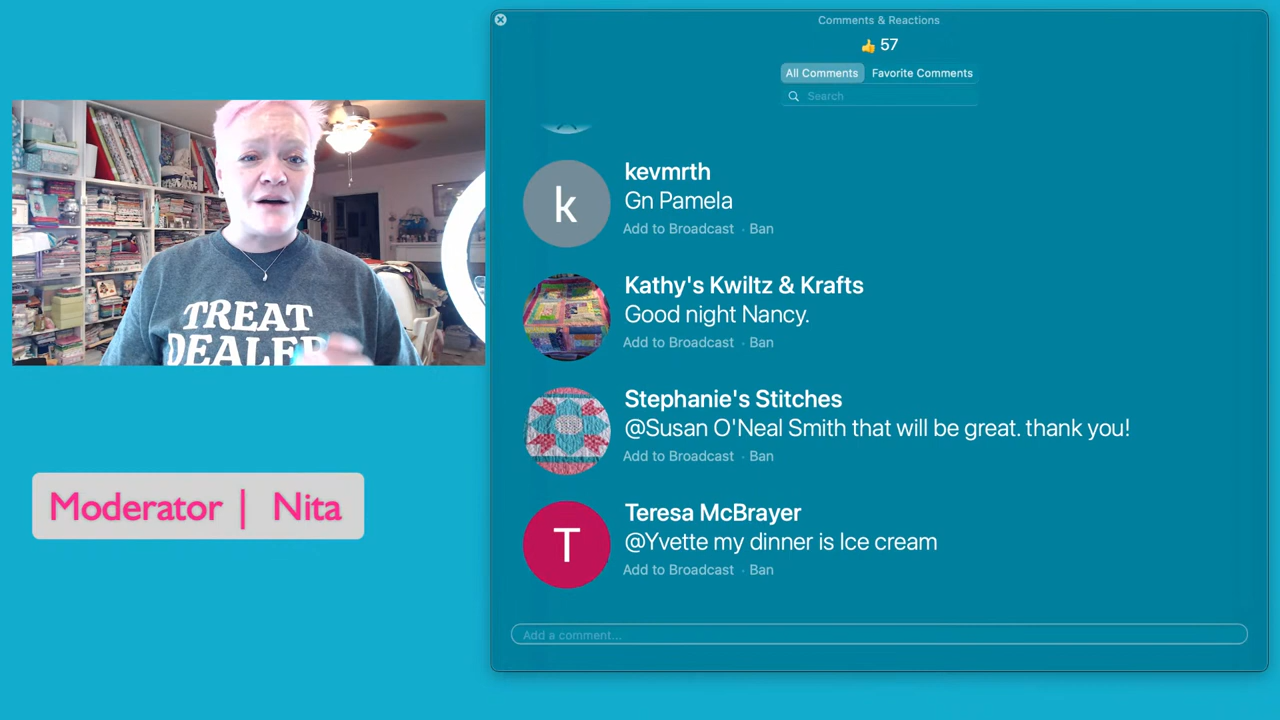 Comments & Reactions
👍 57
All Comments Favorite Comments
Search
k
kevmrth
Gn Pamela
Add to Broadcast · Ban
Kathy's Kwiltz & Krafts
Good night Nancy.
Add to Broadcast · Ban
Stephanie's Stitches
@Susan O'Neal Smith that will be great. thank you!
Add to Broadcast · Ban
T
Teresa McBrayer
@Yvette my dinner is Ice cream
Add to Broadcast · Ban
Add a comment...
TREAT
DEALER
Moderator | Nita